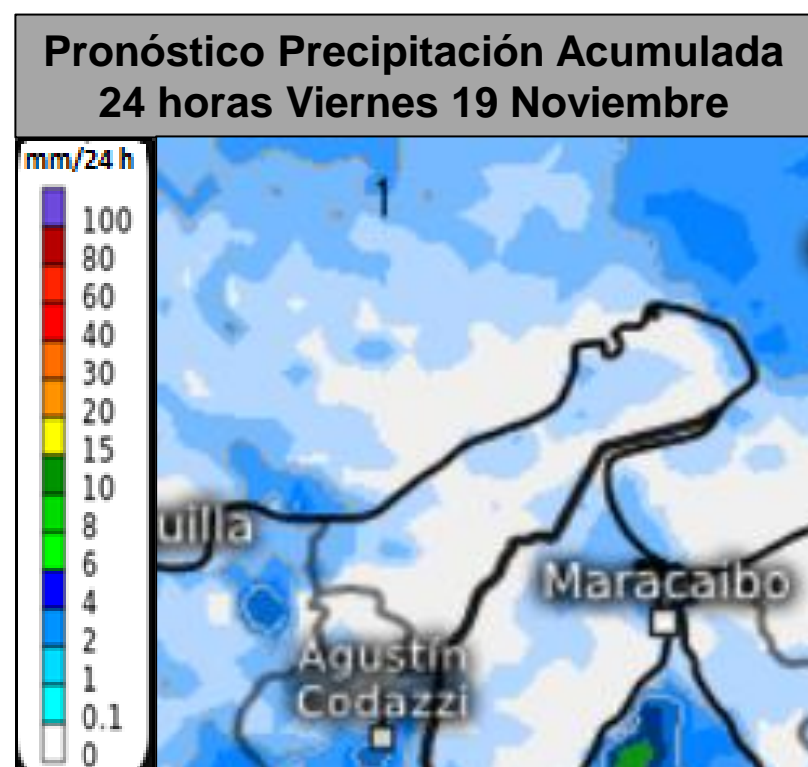 Pronóstico Precipitación Acumulada
24 horas Viernes 19 Noviembre
mm/24 h
100
80
60
40
30
20
15
10
8
6
4
2
1
0.1
0
1
uilla
Maracaibo
Agustín
Codazzi